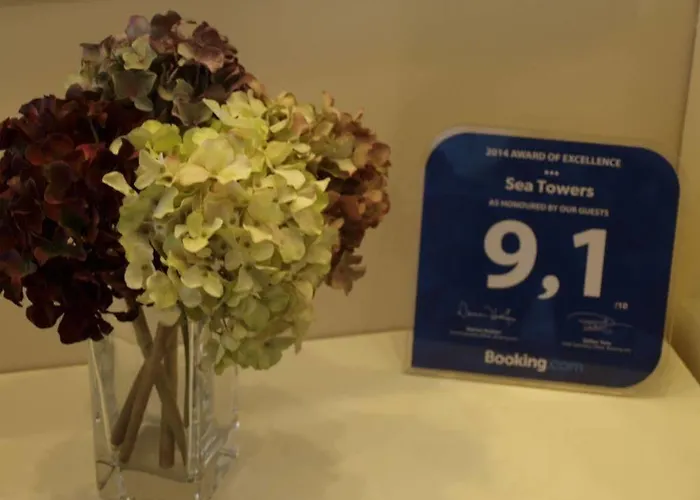 2014 AWARD OF EXCELLENCE
Sea Towers
AS HONOURED BY OUR GUESTS
9,1
/10
Booking.com